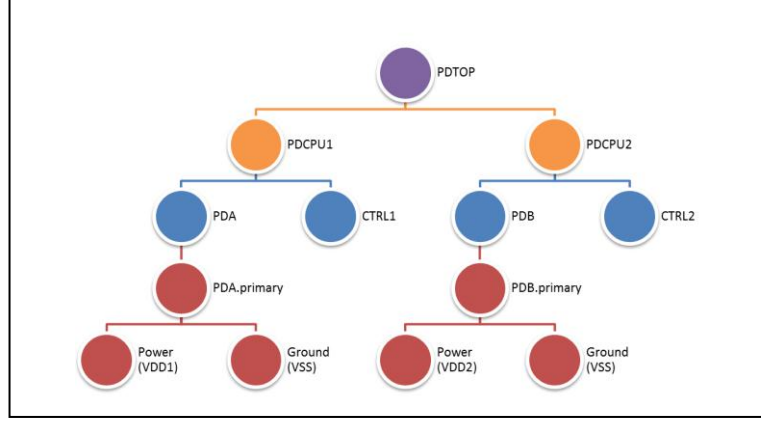 PDTOP
PDCPU1
PDCPU2
PDA
CTRL1
PDB
CTRL2
PDA.primary
PDB.primary
Power
(VDD1)
Ground
(VSS)
Power
(VDD2)
Ground
(VSS)